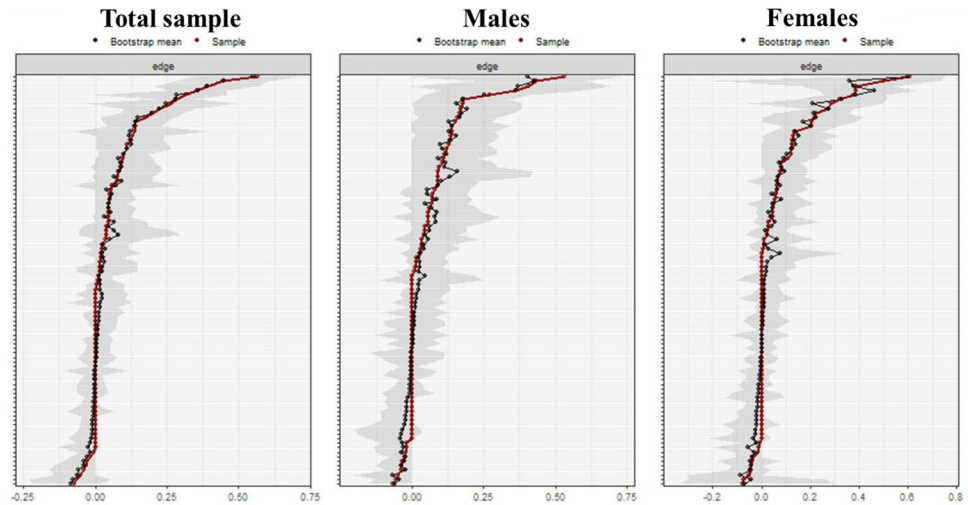 Total sample
Bootstrap mean Sample
edge
-0.25 0.00 0.25 0.50 0.75
Males
Bootstrap mean Sample
edge
0.00 0.25 0.50 0.75
Females
Bootstrap mean Sample
edge
-0.2 0.0 0.2 0.4 0.6 0.8